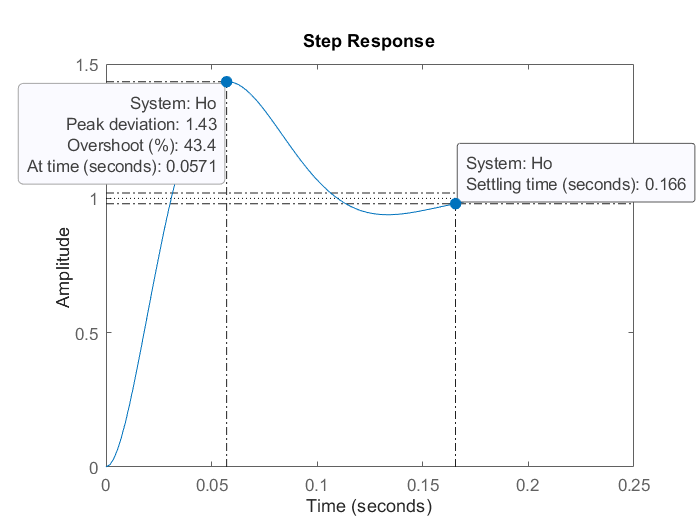 Step Response
1.5
System: Ho
Peak deviation: 1.43
Overshoot (%): 43.4
At time (seconds): 0.0571
System: Ho
Settling time (seconds): 0.166
1
Amplitude
0.5
0
0
0.05
0.1
0.15
0.2
0.25
Time (seconds)